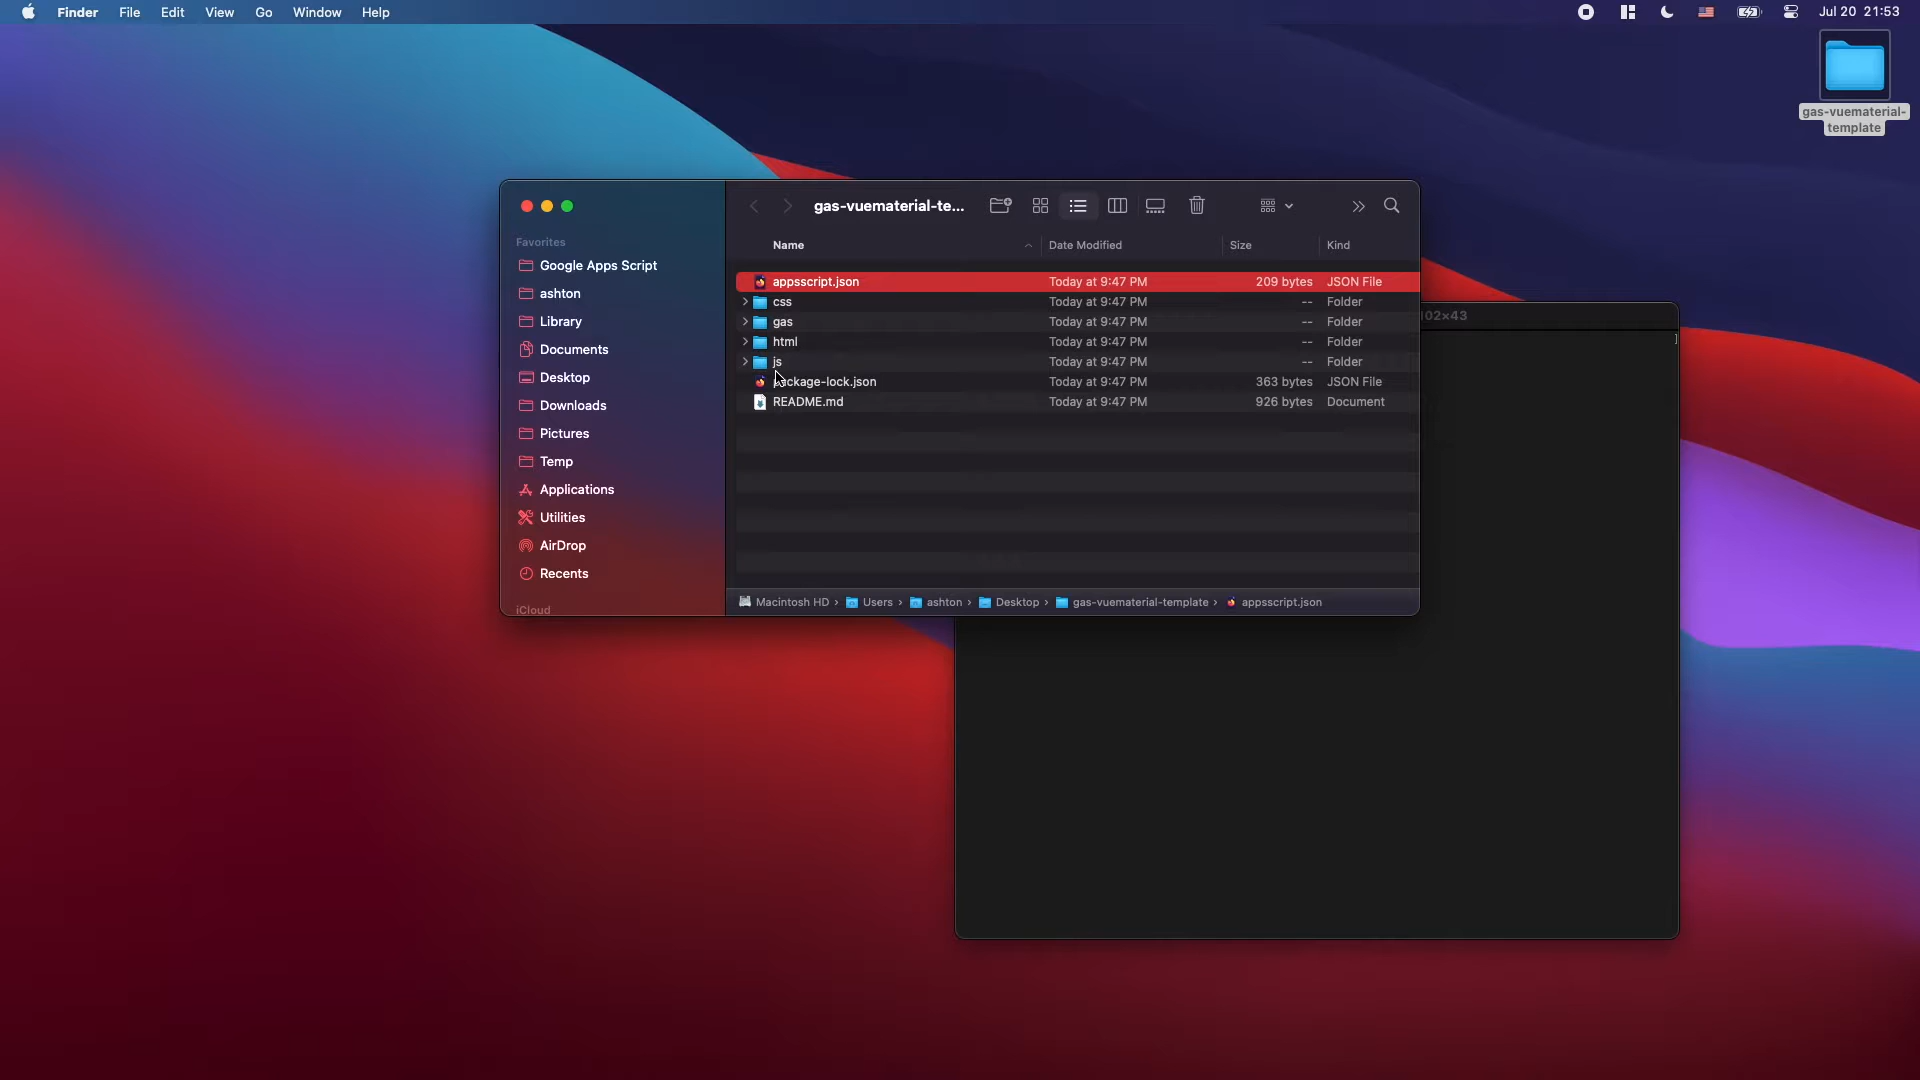 Finder File Edit View Go Window Help Jul 20 21:53
gas-vuematerial-
template
gas-vuematerial-te...
Favorites
Google Apps Script
ashton
Library
Documents
Desktop
Downloads
Pictures
Temp
Applications
Utilities
AirDrop
Recents
iCloud
Name Date Modified Size Kind
appsscript.json Today at 9:47 PM 209 bytes JSON File
css Today at 9:47 PM -- Folder
gas Today at 9:47 PM -- Folder
html Today at 9:47 PM -- Folder
js Today at 9:47 PM -- Folder
package-lock.json Today at 9:47 PM 363 bytes JSON File
README.md Today at 9:47 PM 926 bytes Document
Macintosh HD › Users › ashton › Desktop › gas-vuematerial-template › appsscript.json
102×43
]